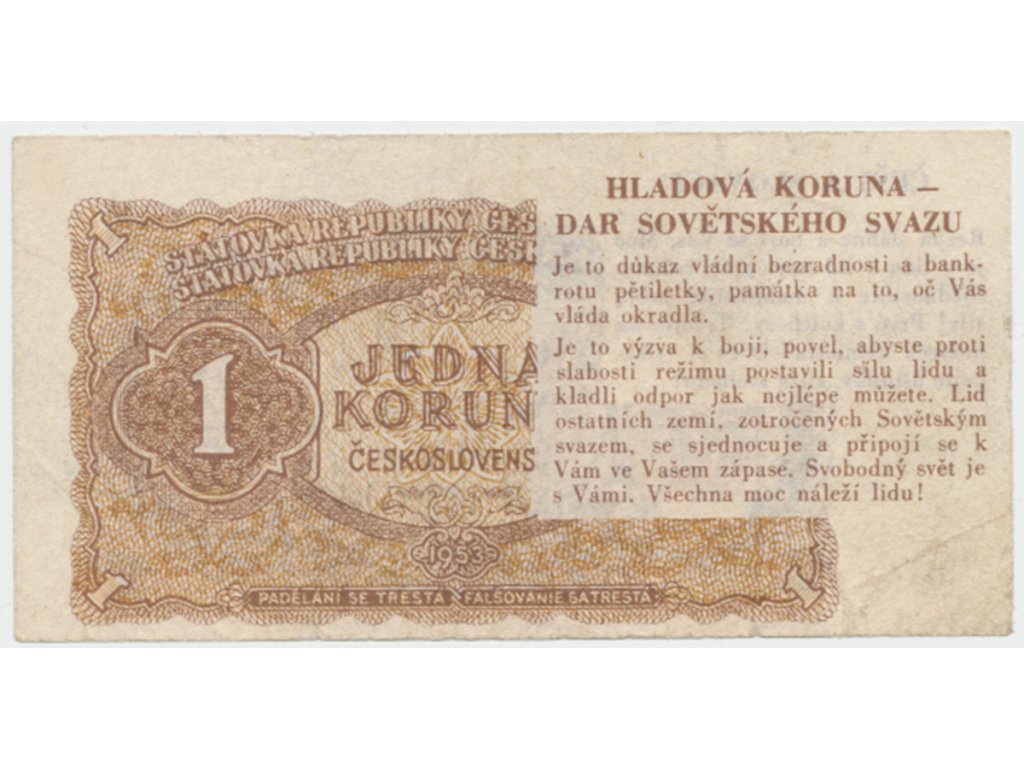 HLADOVÁ KORUNA –
DAR SOVĚTSKÉHO SVAZU
Je to důkaz vládní bezradnosti a bank-
rotu pětiletky, památka na to, oč Vás
vláda okradla.
Je to výzva k boji, povel, abyste proti
slabosti režimu postavili sílu lidu a
kladli odpor jak nejlépe můžete. Lid
ostatních zemí, zotročených Sovětským
svazem, se sjednocuje a připojí se k
Vám ve Vašem zápase. Svobodný svět je
s Vámi. Všechna moc náleží lidu!
1
STÁTOVKA REPUBLIKY ČES
ŠTÁTOVKA REPUBLIKY ČESK
1
JEDNA
KORUN
ČESKOSLOVENS
1953
PADĚLÁNÍ SE TRESTÁ FALŠOVANIE SA TRESTÁ
1
1